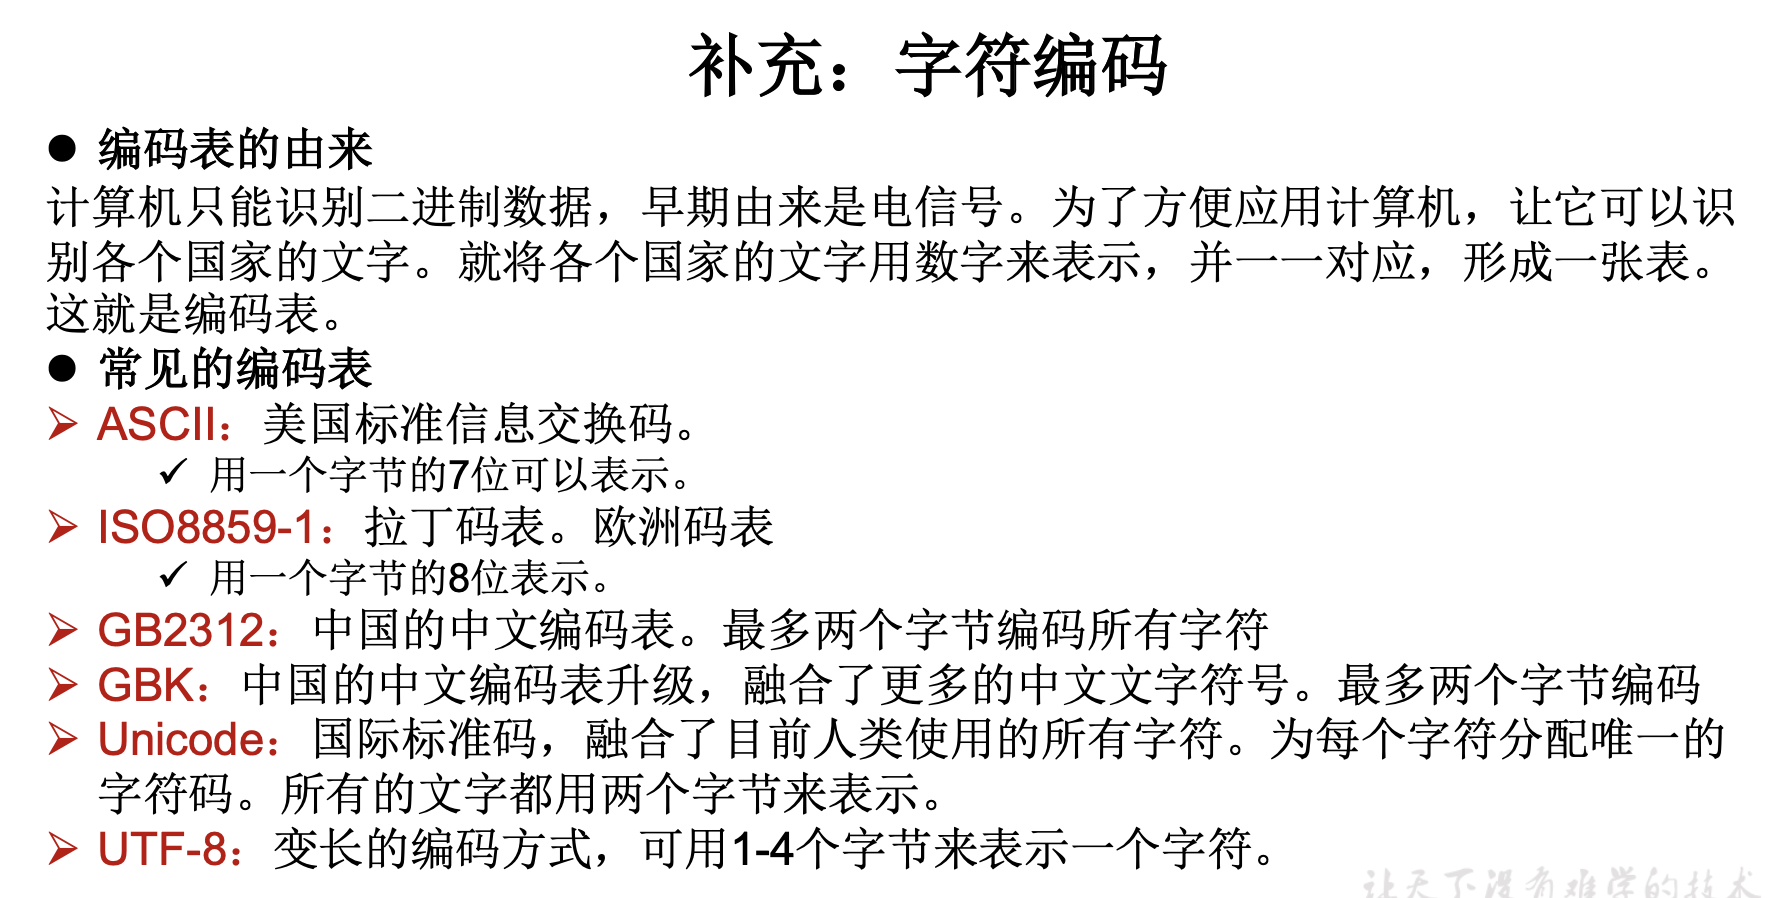 补充：字符编码
● 编码表的由来
计算机只能识别二进制数据，早期由来是电信号。为了方便应用计算机，让它可以识
别各个国家的文字。就将各个国家的文字用数字来表示，并一一对应，形成一张表。
这就是编码表。
● 常见的编码表
➢ ASCII：美国标准信息交换码。
✓ 用一个字节的7位可以表示。
➢ ISO8859-1：拉丁码表。欧洲码表
✓ 用一个字节的8位表示。
➢ GB2312：中国的中文编码表。最多两个字节编码所有字符
➢ GBK：中国的中文编码表升级，融合了更多的中文文字符号。最多两个字节编码
➢ Unicode：国际标准码，融合了目前人类使用的所有字符。为每个字符分配唯一的
字符码。所有的文字都用两个字节来表示。
➢ UTF-8：变长的编码方式，可用1-4个字节来表示一个字符。
让天下没有难学的技术